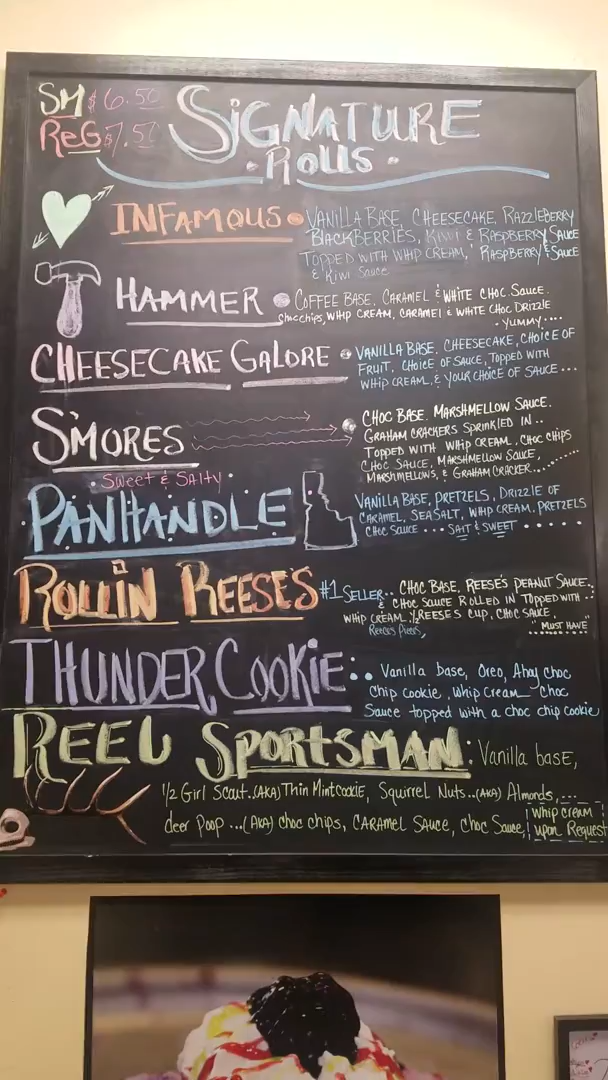 SM $6.50
SIGNATURE
REG $7.50
ROLLS
INFAMOUS VANILLA BASE, CHEESECAKE, RAZZLEBERRY
BLACKBERRIES, KIWI & RASPBERRY SAUCE
TOPPED WITH WHIP CREAM, RASPBERRY & SAUCE
& KIWI SAUCE
HAMMER COFFEE BASE. CARAMEL & WHITE CHOC SAUCE.
choc chips, WHIP CREAM, CARAMEL & WHITE CHOC DRIZZLE
- YUMMY....
CHEESECAKE GALORE VANILLA BASE. CHEESECAKE, CHOICE OF
FRUIT, CHOICE OF SAUCE, TOPPED WITH
WHIP CREAM, & YOUR CHOICE OF SAUCE...
S'MORES CHOC BASE. MARSHMELLOW SAUCE.
GRAHAM CRACKERS SPRINKLED IN..
TOPPED WITH WHIP CREAM, CHOC CHIPS
CHOC SAUCE, MARSHMELLOW SAUCE,
MARSHMELLOWS, & GRAHAM CRACKER........
• Sweet & Salty •
PANHANDLE VANILLA BASE, PRETZELS, DRIZZLE OF
CARAMEL, SEA SALT, WHIP CREAM, PRETZELS
CHOC SAUCE ... SALT & SWEET ......
ROLLIN REESE'S #1 SELLER.. CHOC BASE, REESE'S PEANUT SAUCE..
& CHOC SAUCE ROLLED IN TOPPED WITH
WHIP CREAM, ½ REESE'S CUP, CHOC SAUCE,
Reeces Pieces, "MUST HAVE"
THUNDER COOKIE.. Vanilla base, Oreo, Ahoy choc
Chip Cookie, Whip Cream, Choc
Sauce topped with a choc chip cookie
REEL SPORTSMAN: Vanilla base,
½ Girl Scout..(AKA) Thin Mint cookie, Squirrel Nuts..(AKA) Almonds,...
deer Poop ...(AKA) choc chips, CARAMEL SAUCE, CHOC Sauce, whip cream
upon Request